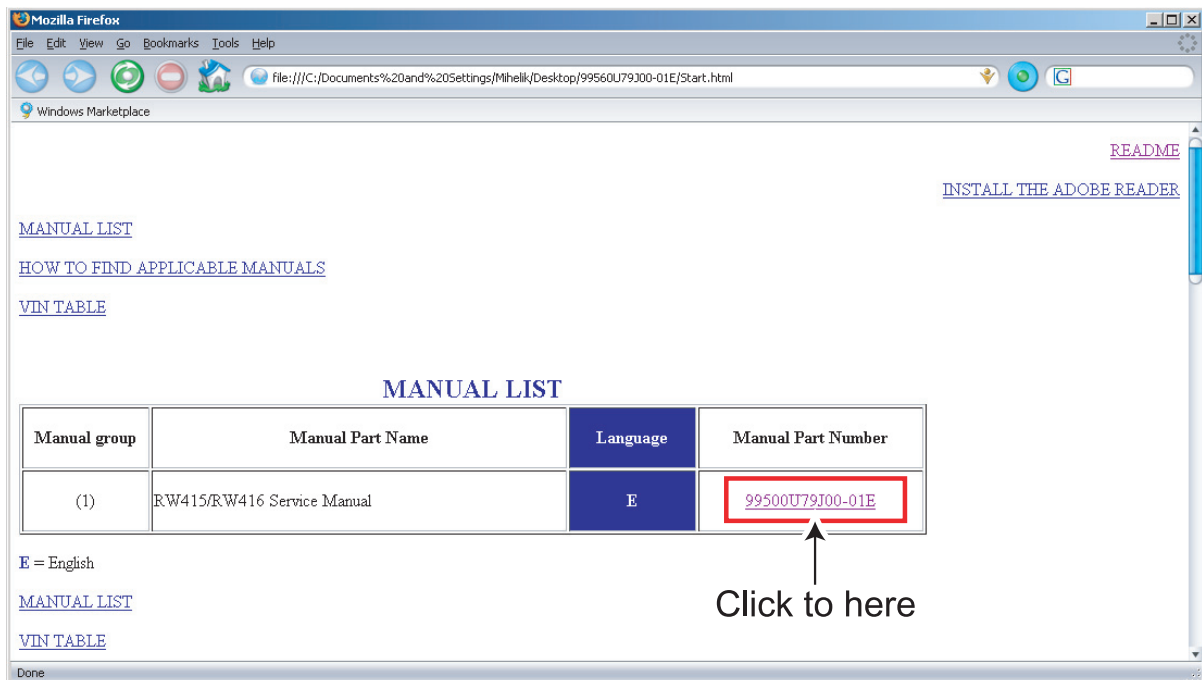 Mozilla Firefox
File Edit View Go Bookmarks Tools Help
file:///C:/Documents%20and%20Settings/Mihelik/Desktop/99560U79J00-01E/Start.html
G
Windows Marketplace
README
INSTALL THE ADOBE READER
MANUAL LIST
HOW TO FIND APPLICABLE MANUALS
VIN TABLE
MANUAL LIST
Manual group Manual Part Name Language Manual Part Number
(1) RW415/RW416 Service Manual E 99500U79J00-01E
E = English
MANUAL LIST
Click to here
VIN TABLE
Done